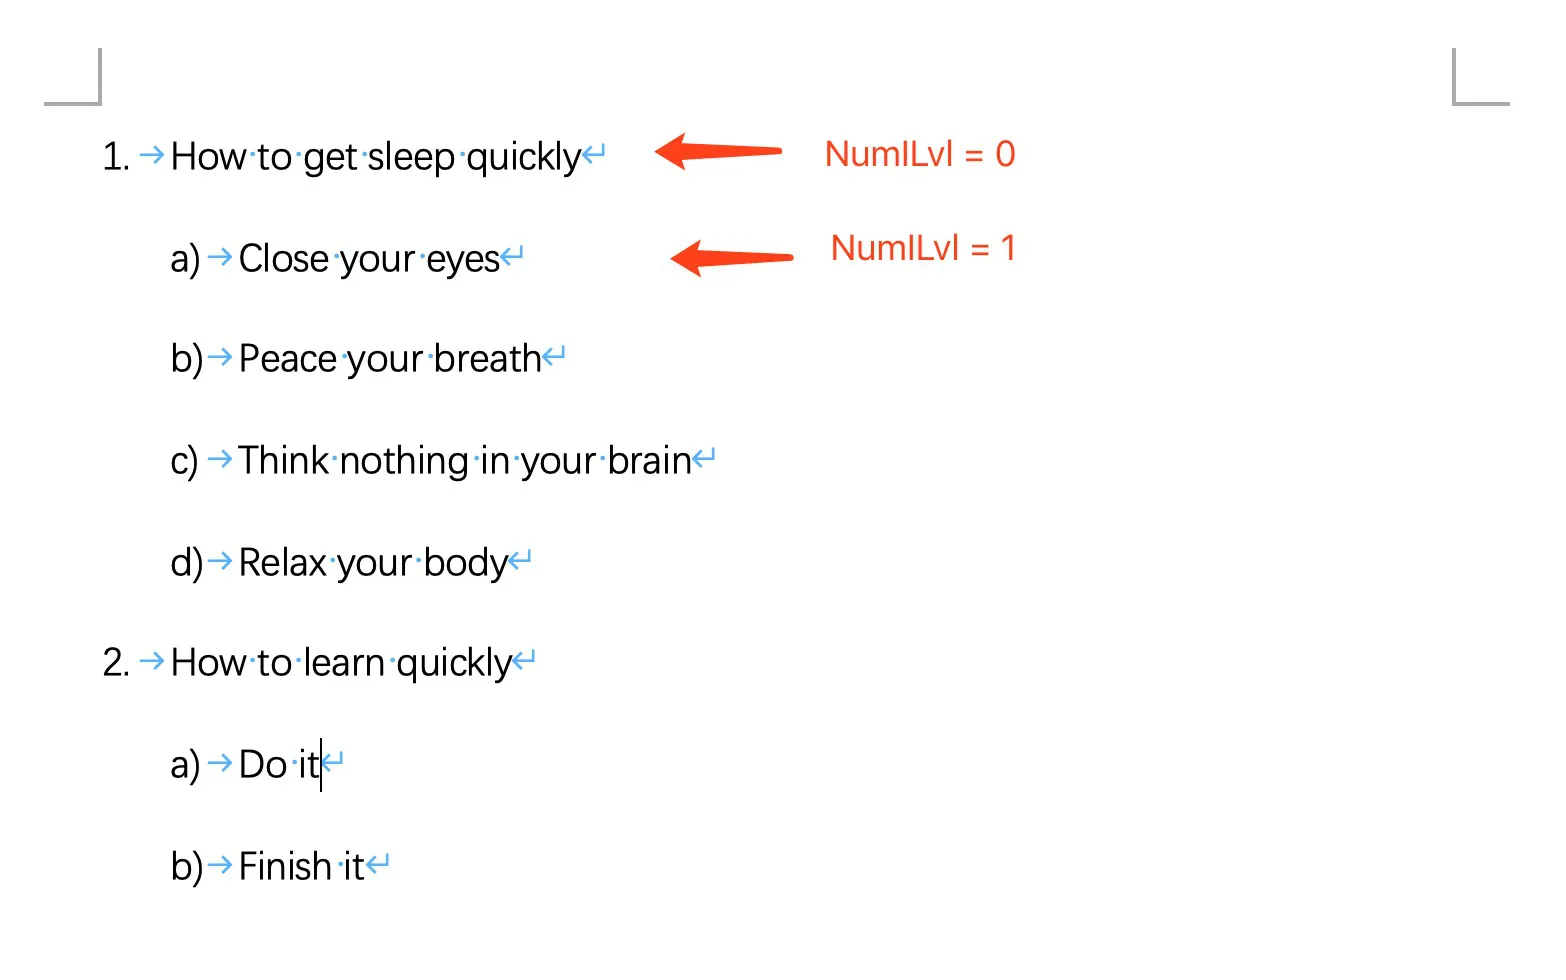 1. How to get sleep quickly NumILvl = 0
a) Close your eyes NumILvl = 1
b) Peace your breath
c) Think nothing in your brain
d) Relax your body
2. How to learn quickly
a) Do it
b) Finish it